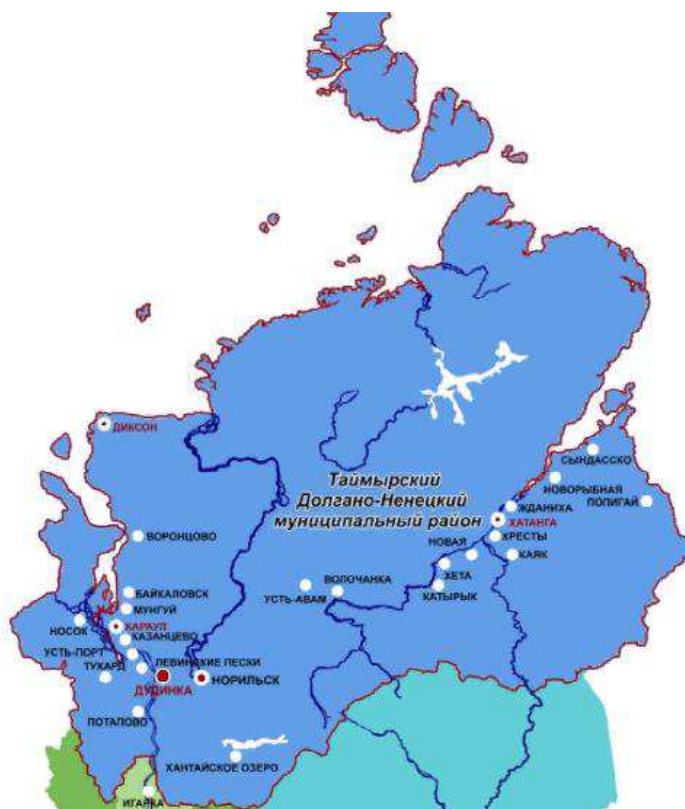 ДИКСОН
СЫНДАССКО
Таймырский
Долгано-Ненецкий
муниципальный район
НОВОРЫБНАЯ
ПОПИГАЙ
ЖДАНИХА
ХАТАНГА
КРЕСТЫ
ВОРОНЦОВО
НОВАЯ
КАЯК
ХЕТА
ВОЛОЧАНКА
УСТЬ-АВАМ
КАТЫРЫК
БАЙКАЛОВСК
МУНГУЙ
НОСОК
КАРАУЛ
КАЗАНЦЕВО
УСТЬ-ПОРТ
ТУХАРД
ЛЕВИНСКИЕ ПЕСКИ
ДУДИНКА
НОРИЛЬСК
ПОТАПОВО
ХАНТАЙСКОЕ ОЗЕРО
ИГАРКА